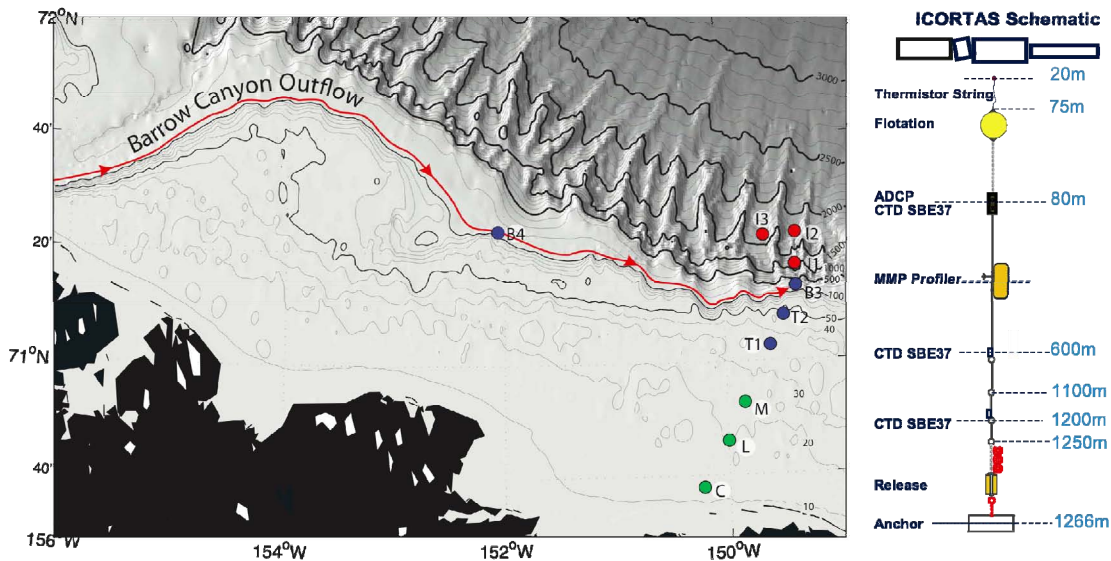 72°N
40'
20'
71°N
40'
156°W
154°W
152°W
150°W
Barrow Canyon Outflow
3000
2500
2000
1500
1000
500
100
50
40
30
20
10
I3
I2
I1
B4
B3
T2
T1
M
L
C
ICORTAS Schematic
20m
Thermistor String
75m
Flotation
ADCP
CTD SBE37
80m
MMP Profiler
CTD SBE37
600m
1100m
CTD SBE37
1200m
1250m
Release
Anchor
1266m